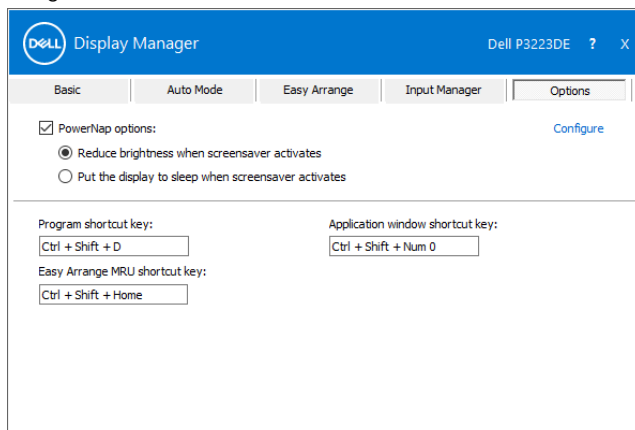 DELL Display Manager Dell P3223DE ? X
Basic Auto Mode Easy Arrange Input Manager Options
PowerNap options: Configure
Reduce brightness when screensaver activates
Put the display to sleep when screensaver activates
Program shortcut key: Application window shortcut key:
Ctrl + Shift + D Ctrl + Shift + Num 0
Easy Arrange MRU shortcut key:
Ctrl + Shift + Home